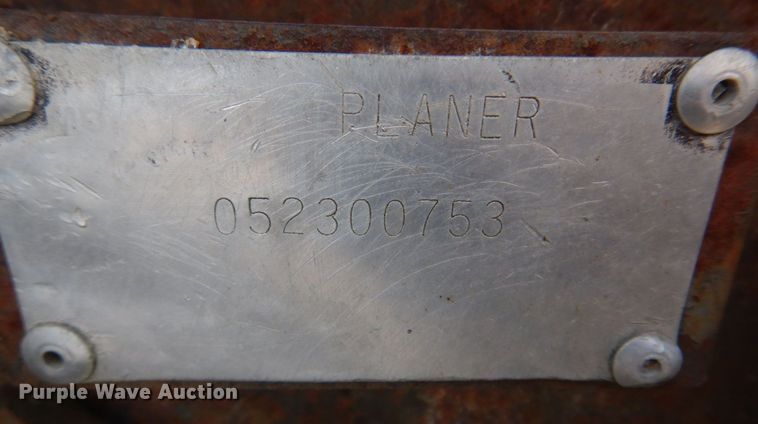 PLANER
052300753
Purple Wave Auction